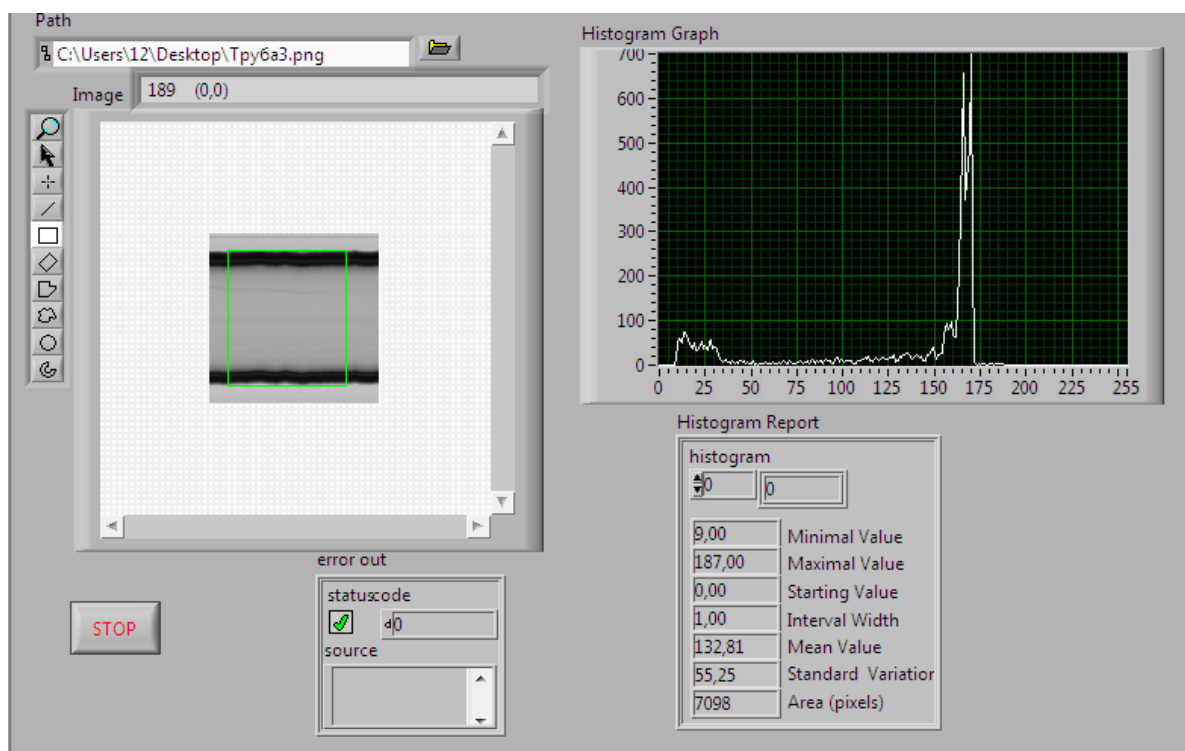 Path
C:\Users\12\Desktop\Труба3.png
Image
189 (0,0)
STOP
error out
status
code
d
0
source
Histogram Graph
700
600
500
400
300
200
100
0
0 25 50 75 100 125 150 175 200 225 255
Histogram Report
histogram
0
0
9,00 Minimal Value
187,00 Maximal Value
0,00 Starting Value
1,00 Interval Width
132,81 Mean Value
55,25 Standard Variation
7098 Area (pixels)